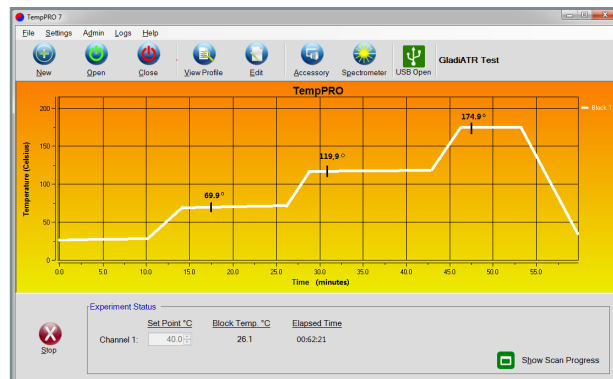 TempPRO 7
File Settings Admin Logs Help
New Open Close View Profile Edit Accessory Spectrometer USB Open GladiATR Test
TempPRO
Block 1
200
150
100
50
0
Temperature (Celsius)
69.9°
119,9°
174.9°
0.0 5.0 10.0 15.0 20.0 25.0 30.0 35.0 40.0 45.0 50.0 55.0
Time (minutes)
Experiment Status
Set Point °C Block Temp. °C Elapsed Time
Channel 1: 40.0 26.1 00:62:21
Stop
Show Scan Progress